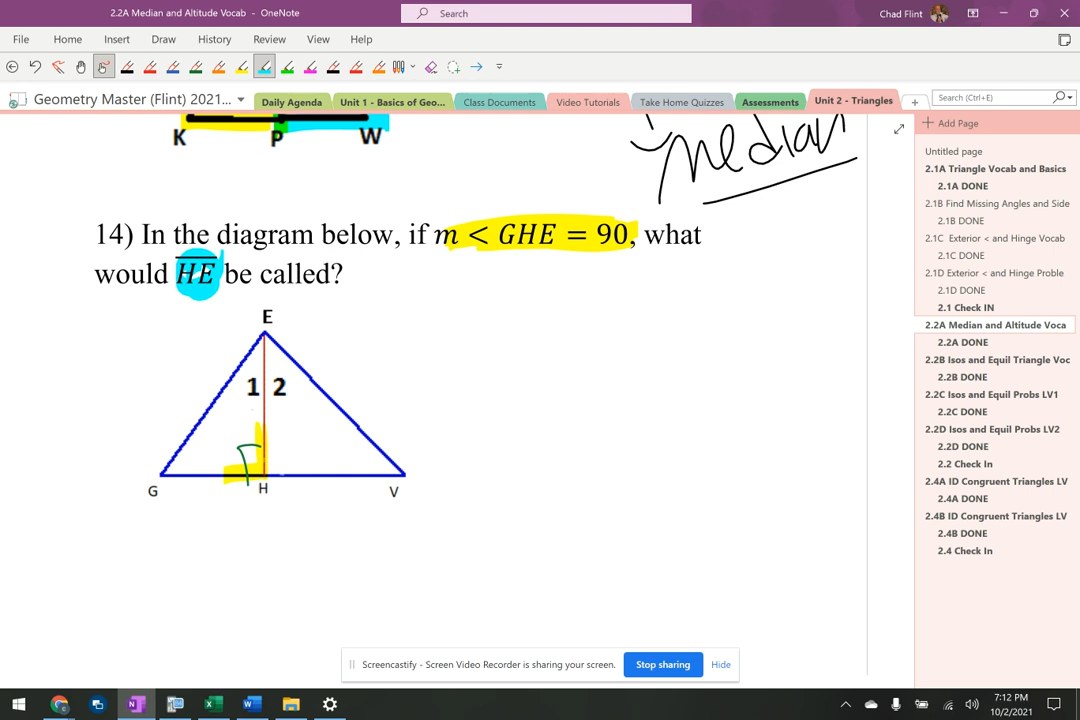 2.2A Median and Altitude Vocab - OneNote
Search
Chad Flint
File Home Insert Draw History Review View Help
Geometry Master (Flint) 2021...
Daily Agenda
Unit 1 - Basics of Geo...
Class Documents
Video Tutorials
Take Home Quizzes
Assessments
Unit 2 - Triangles
Search (Ctrl+E)
Add Page
Untitled page
2.1A Triangle Vocab and Basics
2.1A DONE
2.1B Find Missing Angles and Side
2.1B DONE
2.1C Exterior < and Hinge Vocab
2.1C DONE
2.1D Exterior < and Hinge Proble
2.1D DONE
2.1 Check IN
2.2A Median and Altitude Voca
2.2A DONE
2.2B Isos and Equil Triangle Voc
2.2B DONE
2.2C Isos and Equil Probs LV1
2.2C DONE
2.2D Isos and Equil Probs LV2
2.2D DONE
2.2 Check In
2.4A ID Congruent Triangles LV
2.4A DONE
2.4B ID Congruent Triangles LV
2.4B DONE
2.4 Check In
K P W
median
14) In the diagram below, if m < GHE = 90, what
would HE be called?
E
1 2
G H V
Screencastify - Screen Video Recorder is sharing your screen.
Stop sharing
Hide
7:12 PM
10/2/2021